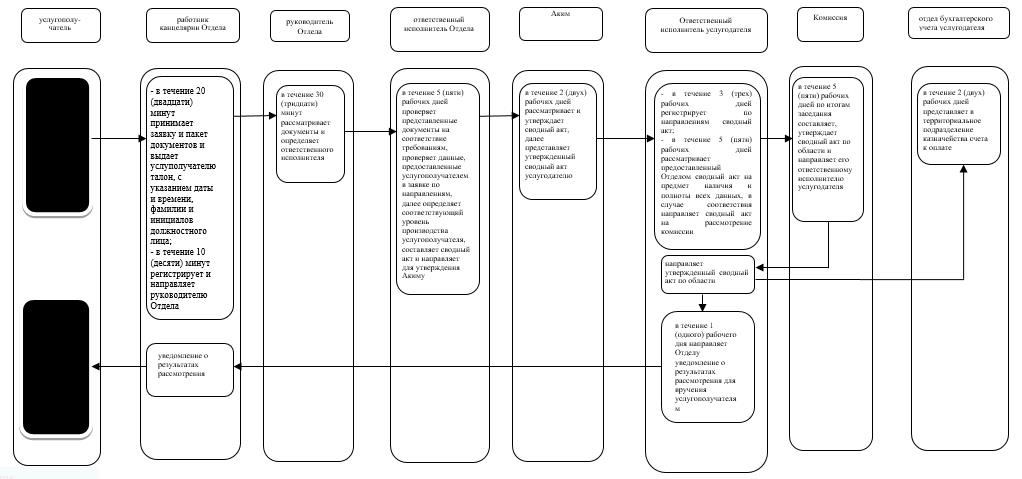 услугополу-
чатель
работник
канцелярии Отдела
руководитель
Отдела
ответственный
исполнитель Отдела
Аким
Ответственный
исполнитель услугодателя
Комиссия
отдел бухгалтерского
учета услугодателя
- в течение 20
(двадцати)
минут
принимает
заявку и пакет
документов и
выдает
услуполучателю
талон, с
указанием даты
и времени,
фамилии и
инициалов
должностного
лица;
- в течение 10
(десяти) минут
регистрирует и
направляет
руководителю
Отдела
в течение 30
(тридцати)
минут
рассматривает
документы и
определяет
ответственного
исполнителя
в течение 5 (пяти)
рабочих дней
проверяет
представленные
документы на
соответствие
требованиям,
проверяет данные,
предоставленные
услугополучателем
в заявке по
направлениям,
далее определяет
соответствующий
уровень
производства
услугополучателя,
составляет сводный
акт и направляет
для утверждения
Акиму
в течение 2 (двух)
рабочих дней
рассматривает и
утверждает
сводный акт,
далее
представляет
утвержденный
сводный акт
услугодателю
- в течение 3 (трех)
рабочих дней
регистрирует по
направлениям сводный
акт;
- в течение 5 (пяти)
рабочих дней
рассматривает
предоставленный
Отделом сводный акт на
предмет наличия и
полноты всех данных, в
случае соответствия
направляет сводный акт
на рассмотрение
комиссии
в течение 5
(пяти) рабочих
дней по итогам
заседания
составляет,
утверждает
сводный акт по
области и
направляет его
ответственному
исполнителю
услугодателя
в течение 2 (двух)
рабочих дней
представляет в
территориальное
подразделение
казначейства счета
к оплате
направляет
утвержденный сводный
акт по области
в течение 1
(одного) рабочего
дня направляет
Отделу
уведомление о
результатах
рассмотрения для
вручения
услугополучателя
м
уведомление о
результатах
рассмотрения